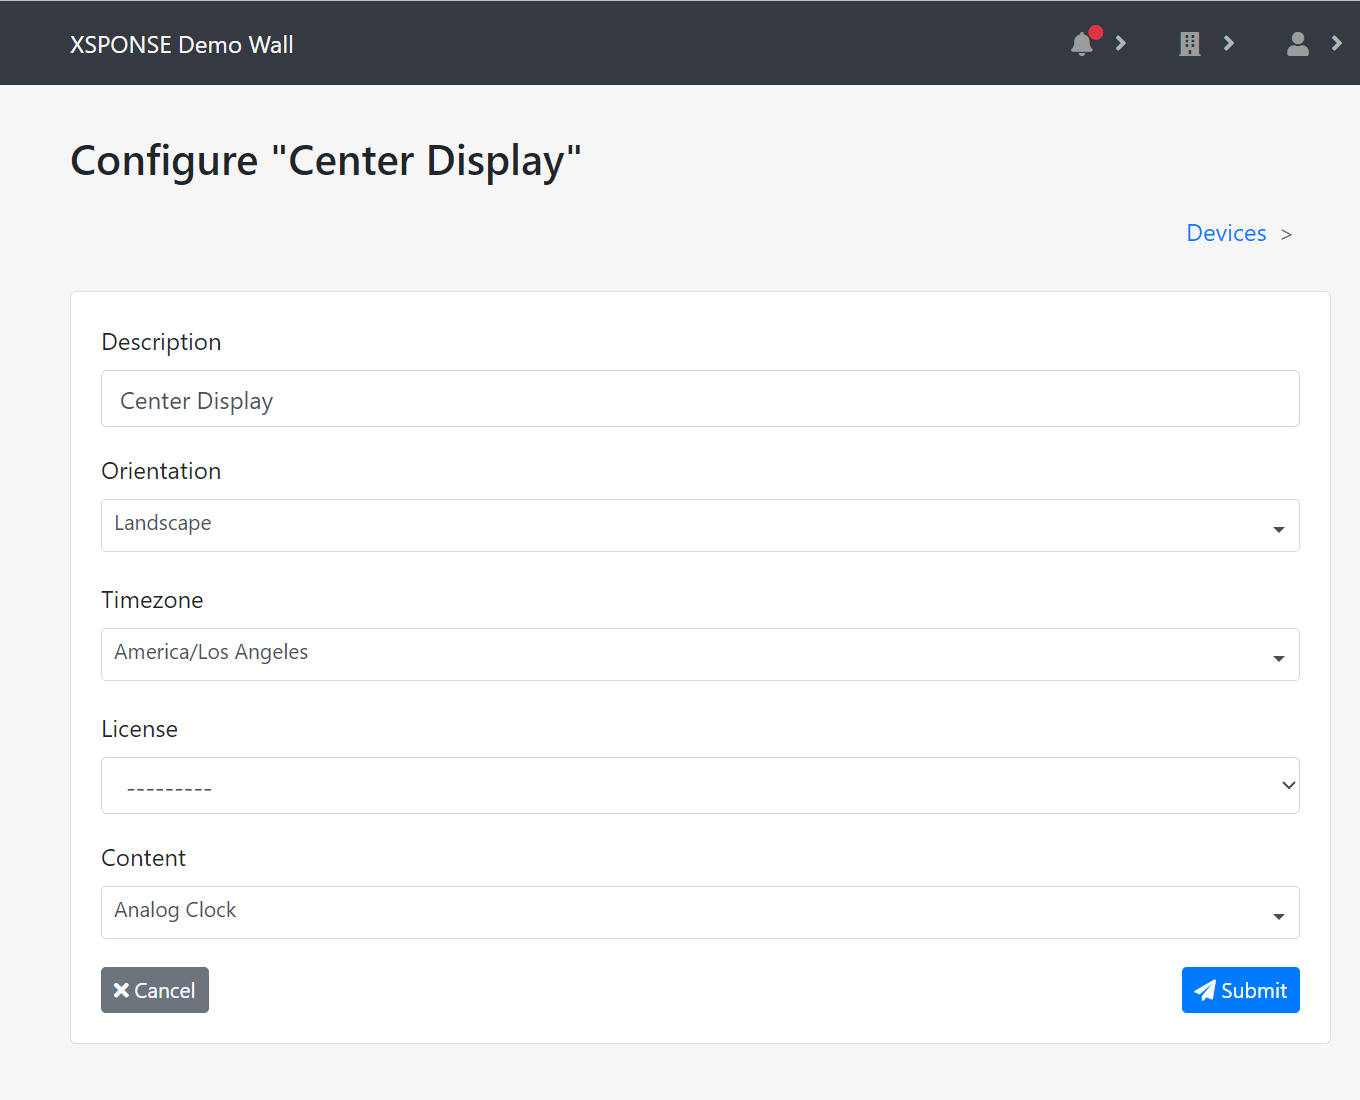 XSPONSE Demo Wall
Configure "Center Display"
Devices >
Description
Center Display
Orientation
Landscape
Timezone
America/Los Angeles
License
---------
Content
Analog Clock
Cancel
Submit